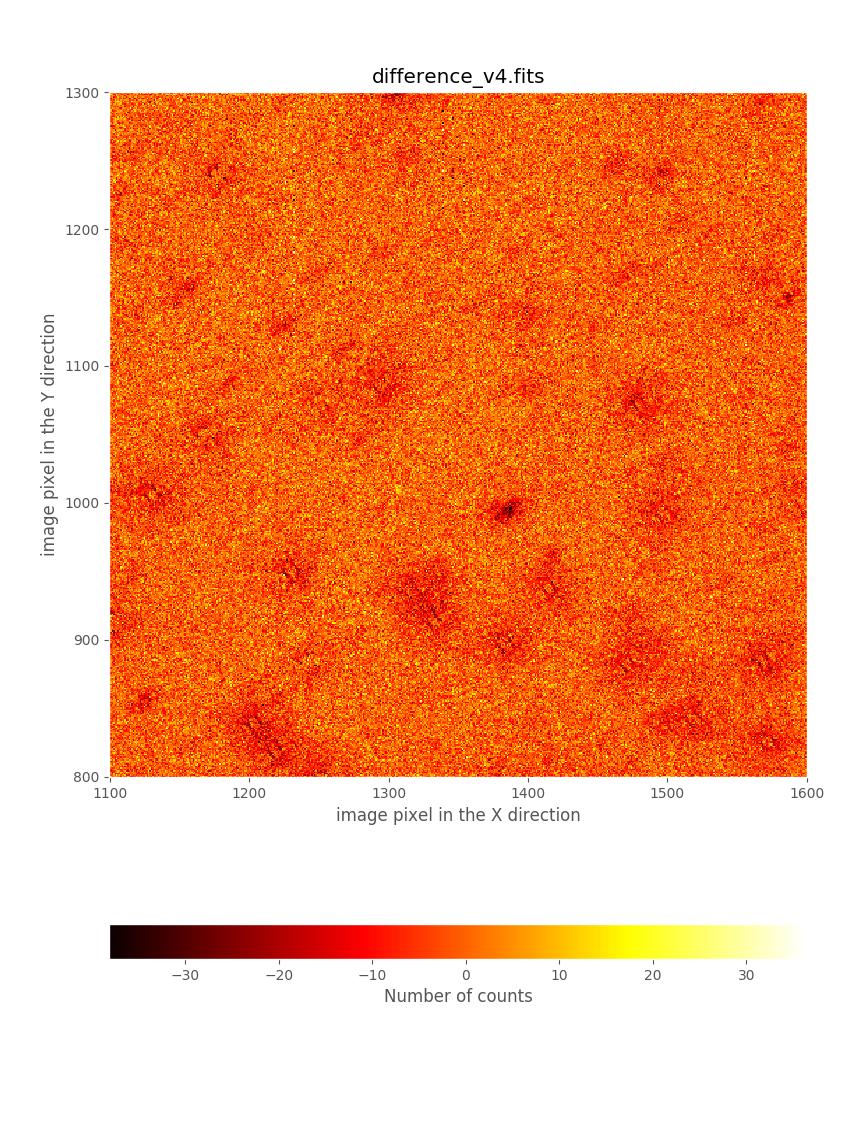 difference_v4.fits
1300
1200
1100
1000
900
800
image pixel in the Y direction
1100 1200 1300 1400 1500 1600
image pixel in the X direction
−30 −20 −10 0 10 20 30
Number of counts